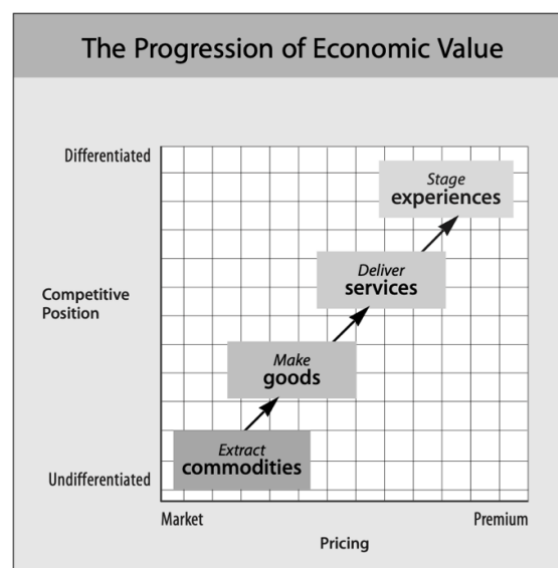 The Progression of Economic Value
Differentiated
Stage
experiences
Deliver
services
Competitive
Position
Make
goods
Extract
commodities
Undifferentiated
Market
Premium
Pricing